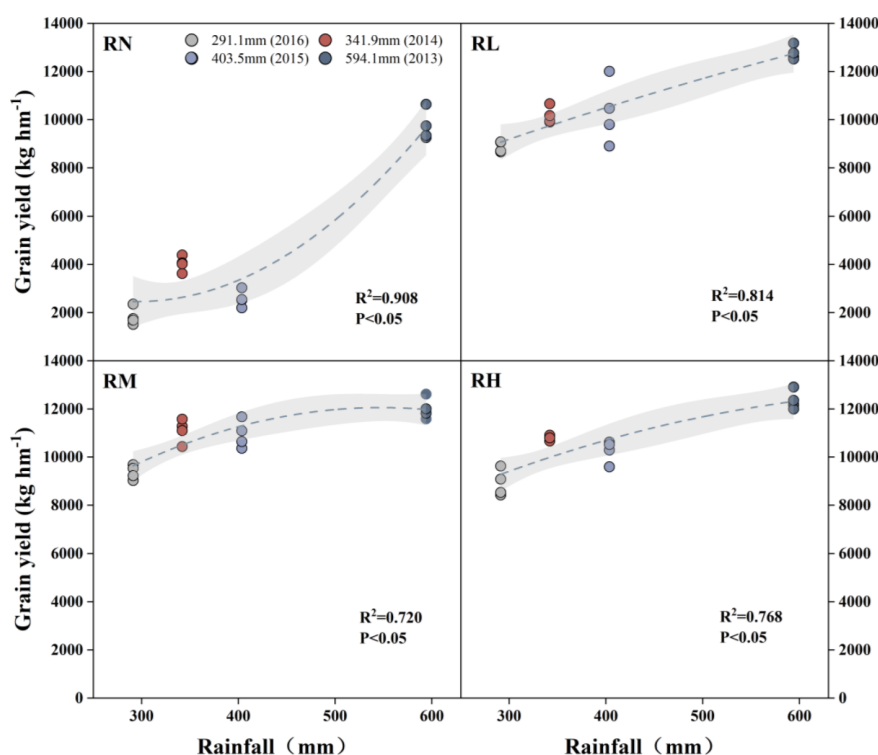 RN
291.1mm (2016) 341.9mm (2014)
403.5mm (2015) 594.1mm (2013)
RL
14000
12000
10000
8000
6000
4000
2000
0
Grain yield (kg hm⁻¹)
R²=0.908
P<0.05
R²=0.814
P<0.05
14000
12000
10000
8000
6000
4000
2000
0
RM
RH
14000
12000
10000
8000
6000
4000
2000
0
Grain yield (kg hm⁻¹)
R²=0.720
P<0.05
R²=0.768
P<0.05
14000
12000
10000
8000
6000
4000
2000
0
300 400 500 600
300 400 500 600
Rainfall（mm）
Rainfall（mm）